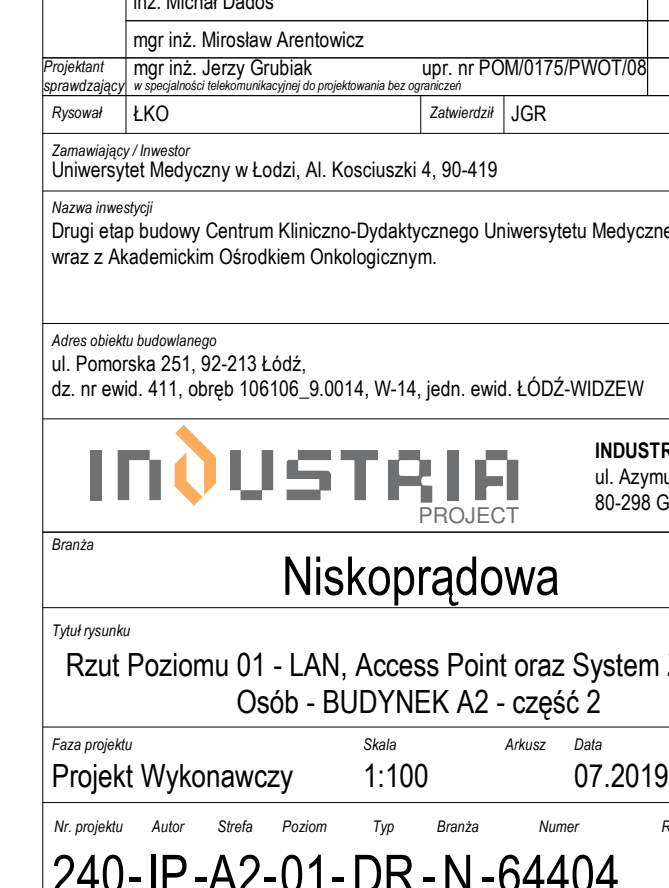 inż. Michał Dados
mgr inż. Mirosław Arentowicz
Projektant sprawdzający
mgr inż. Jerzy Grubiak upr. nr POM/0175/PWOT/08
w specjalności telekomunikacyjnej do projektowania bez ograniczeń
Rysował ŁKO Zatwierdził JGR
Zamawiający / Inwestor
Uniwersytet Medyczny w Łodzi, Al. Kosciuszki 4, 90-419
Nazwa inwestycji
Drugi etap budowy Centrum Kliniczno-Dydaktycznego Uniwersytetu Medyczne
wraz z Akademickim Ośrodkiem Onkologicznym.
Adres obiektu budowlanego
ul. Pomorska 251, 92-213 Łódź,
dz. nr ewid. 411, obręb 106106_9.0014, W-14, jedn. ewid. ŁÓDŹ-WIDZEW
INDUSTRIA
PROJECT
INDUSTR
ul. Azymu
80-298 G
Branża
Niskoprądowa
Tytuł rysunku
Rzut Poziomu 01 - LAN, Access Point oraz System
Osób - BUDYNEK A2 - część 2
Faza projektu Skala Arkusz Data
Projekt Wykonawczy 1:100 07.2019
Nr. projektu Autor Strefa Poziom Typ Branża Numer R
240-IP-A2-01-DR-N-64404